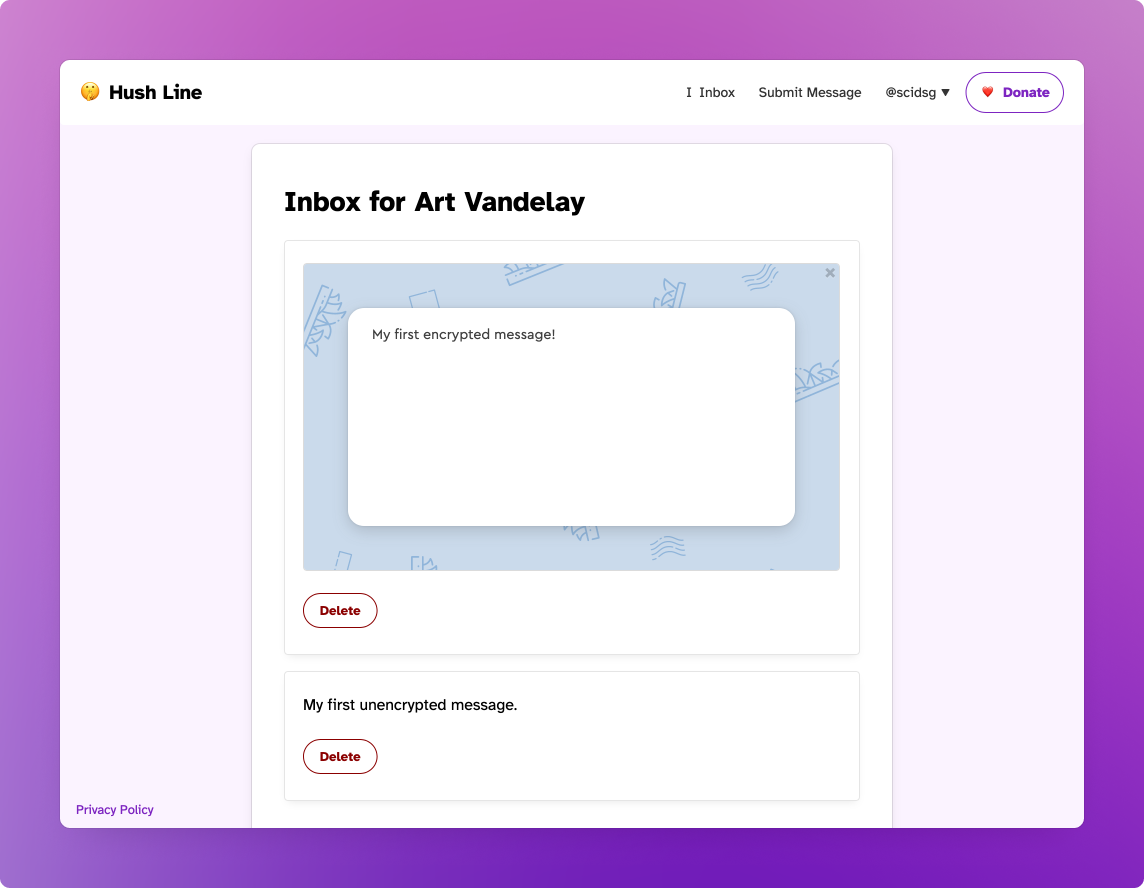 🤫 Hush Line
I Inbox Submit Message @scidsg ▼ ❤️ Donate
Inbox for Art Vandelay
My first encrypted message!
Delete
My first unencrypted message.
Delete
Privacy Policy